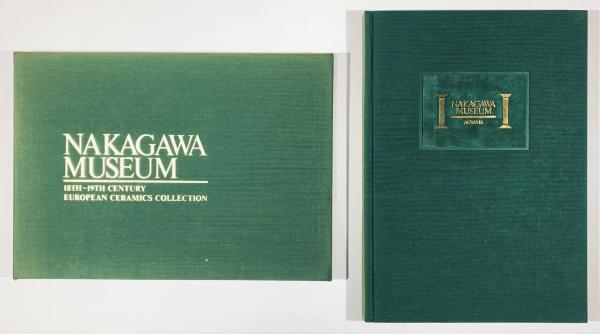 NAKAGAWA
MUSEUM
18TH~19TH CENTURY
EUROPEAN CERAMICS COLLECTION
NAKAGAWA
MUSEUM